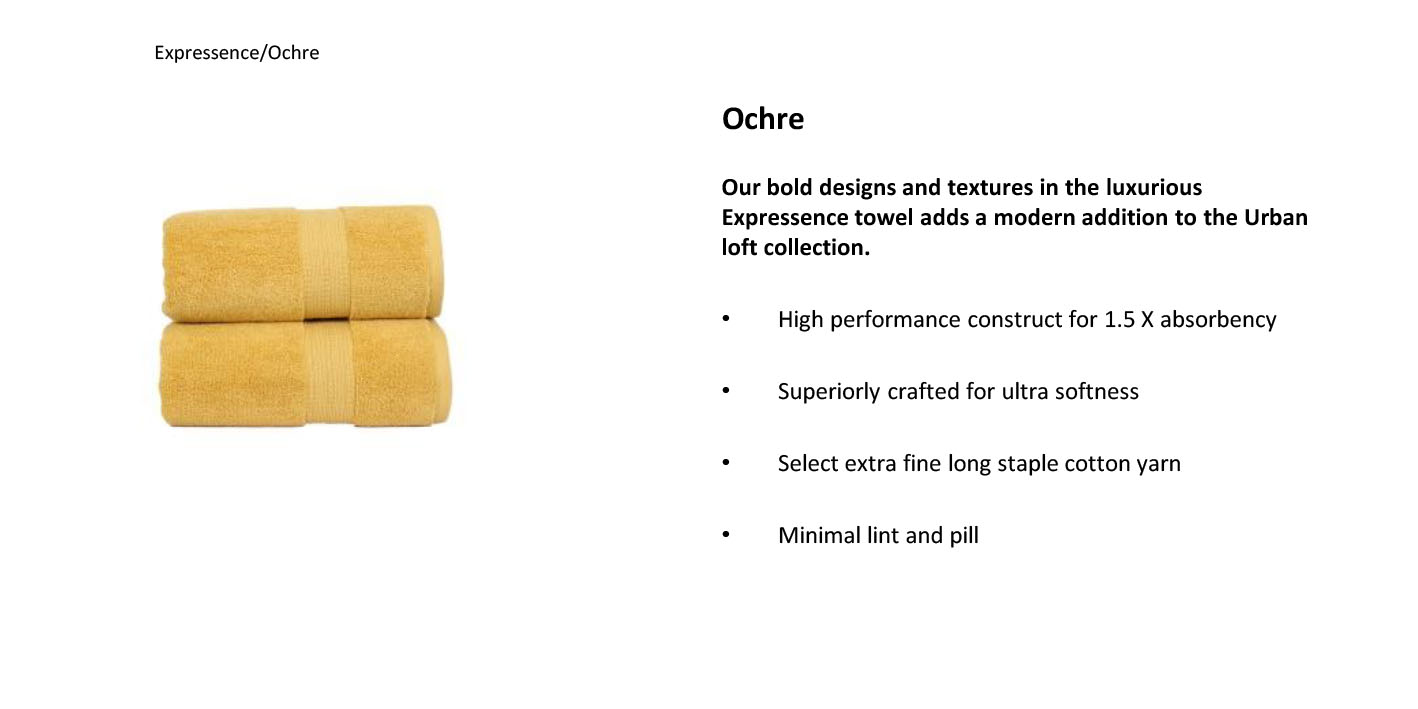 Expressence/Ochre
Ochre
Our bold designs and textures in the luxurious
Expressence towel adds a modern addition to the Urban
loft collection.
• High performance construct for 1.5 X absorbency
• Superiorly crafted for ultra softness
• Select extra fine long staple cotton yarn
• Minimal lint and pill